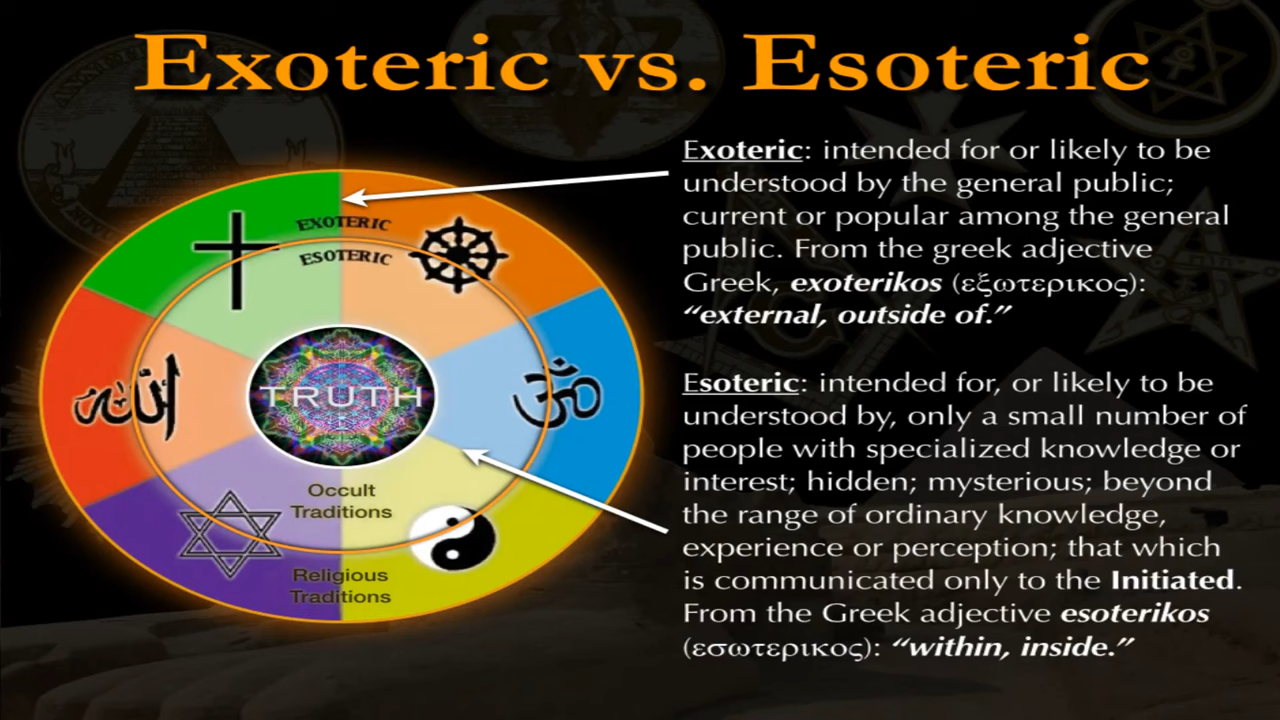 Exoteric vs. Esoteric
Exoteric: intended for or likely to be
understood by the general public;
current or popular among the general
public. From the greek adjective
Greek, exoterikos (εξωτερικος):
“external, outside of.”
Esoteric: intended for, or likely to be
understood by, only a small number of
people with specialized knowledge or
interest; hidden; mysterious; beyond
the range of ordinary knowledge,
experience or perception; that which
is communicated only to the Initiated.
From the Greek adjective esoterikos
(εσωτερικος): “within, inside.”
EXOTERIC
ESOTERIC
ॐ
الله
TRUTH
Occult
Traditions
Religious
Traditions